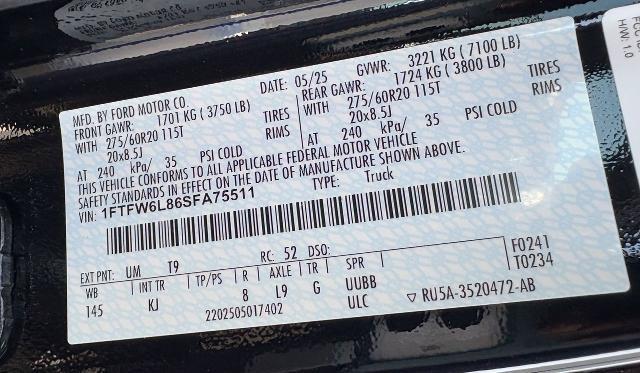 MFD. BY FORD MOTOR CO. DATE: 05/25 GVWR: 3221 KG ( 7100 LB)
FRONT GAWR: 1701 KG ( 3750 LB) REAR GAWR: 1724 KG ( 3800 LB)
WITH 275/60R20 115T TIRES WITH 275/60R20 115T TIRES
20x8.5J RIMS 20x8.5J RIMS
AT 240 kPa/ 35 PSI COLD AT 240 kPa/ 35 PSI COLD
THIS VEHICLE CONFORMS TO ALL APPLICABLE FEDERAL MOTOR VEHICLE
SAFETY STANDARDS IN EFFECT ON THE DATE OF MANUFACTURE SHOWN ABOVE.
VIN: 1FTFW6L86SFA75511 TYPE: Truck
EXT PNT: UM T9 RC: 52 DSO: F0241
WB INT TR TP/PS R AXLE TR SPR T0234
145 KJ 8 L9 G UUBB
2202505017402 ULC ▽ RU5A-3520472-AB
H/W: 1.0